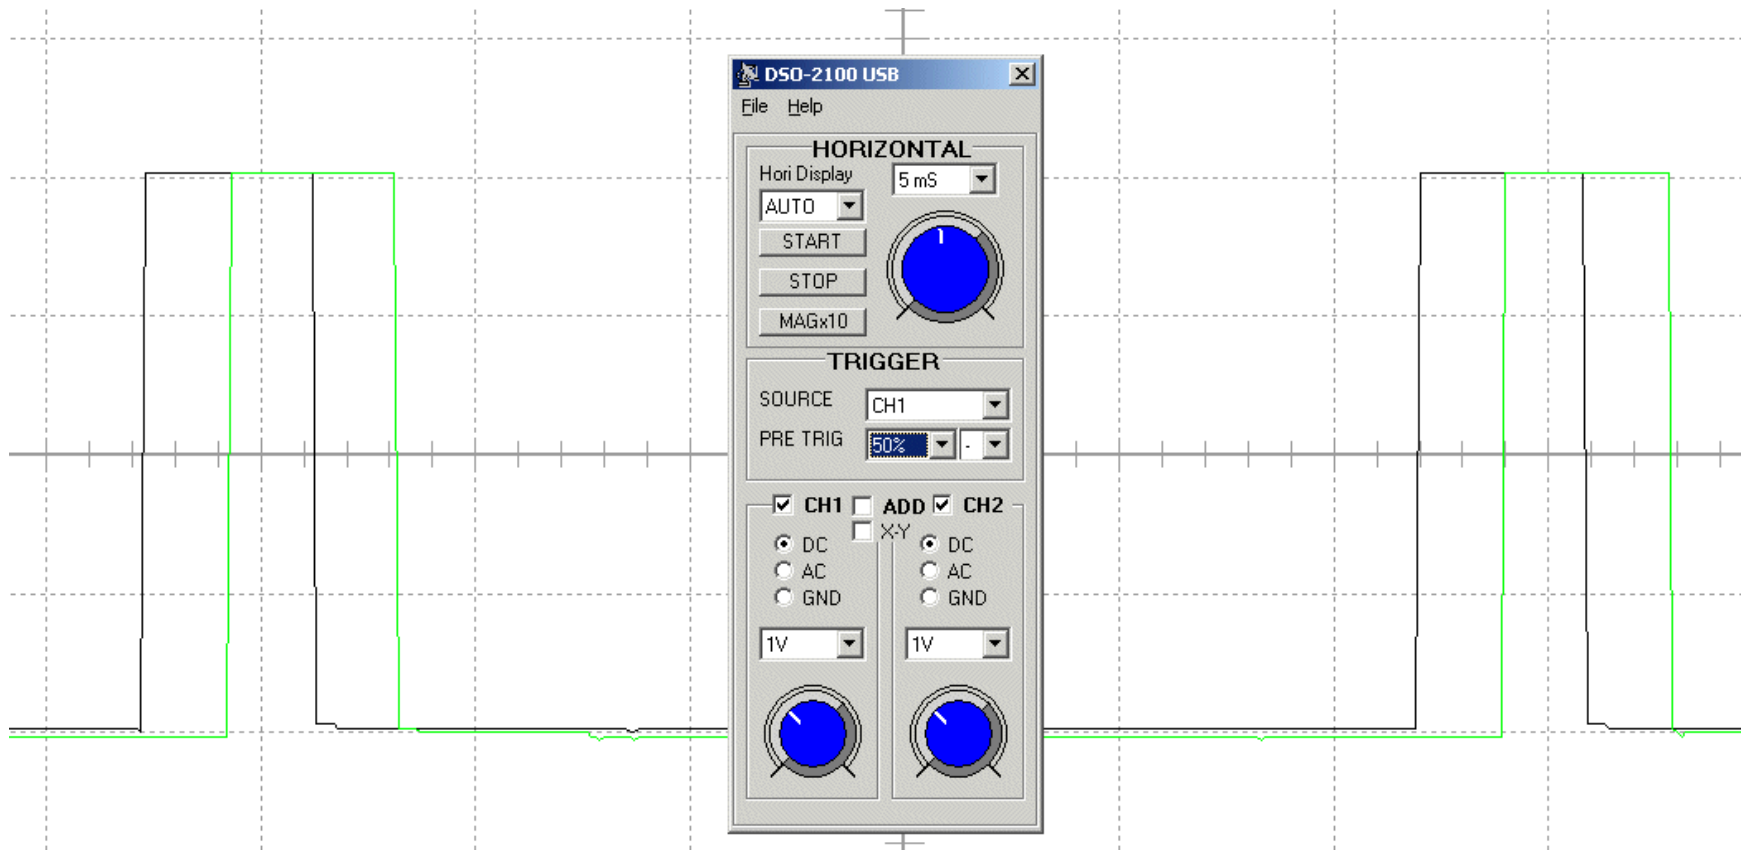 DSO-2100 USB
File Help
HORIZONTAL
Hori Display
5 mS
AUTO
START
STOP
MAGx10
TRIGGER
SOURCE
CH1
PRE TRIG
50% -
CH1 ADD CH2
X-Y
DC DC
AC AC
GND GND
1V 1V